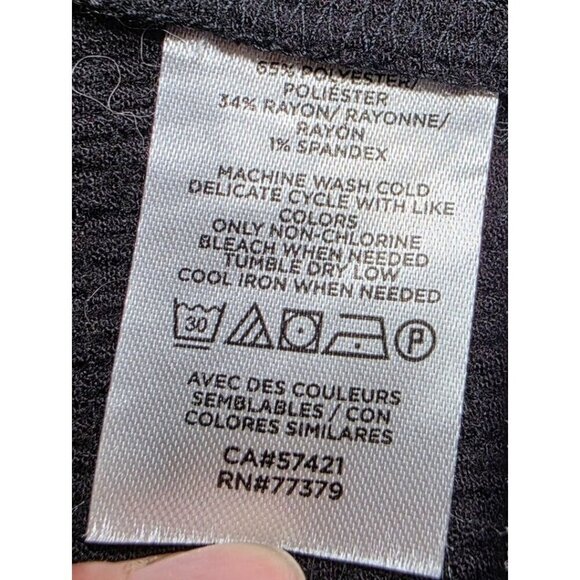 65% POLYESTER/
POLIÉSTER
34% RAYON/ RAYONNE/
RAYÓN
1% SPANDEX
MACHINE WASH COLD
DELICATE CYCLE WITH LIKE
COLORS
ONLY NON-CHLORINE
BLEACH WHEN NEEDED
TUMBLE DRY LOW
COOL IRON WHEN NEEDED
30 P
AVEC DES COULEURS
SEMBLABLES / CON
COLORES SIMILARES
CA#57421
RN#77379